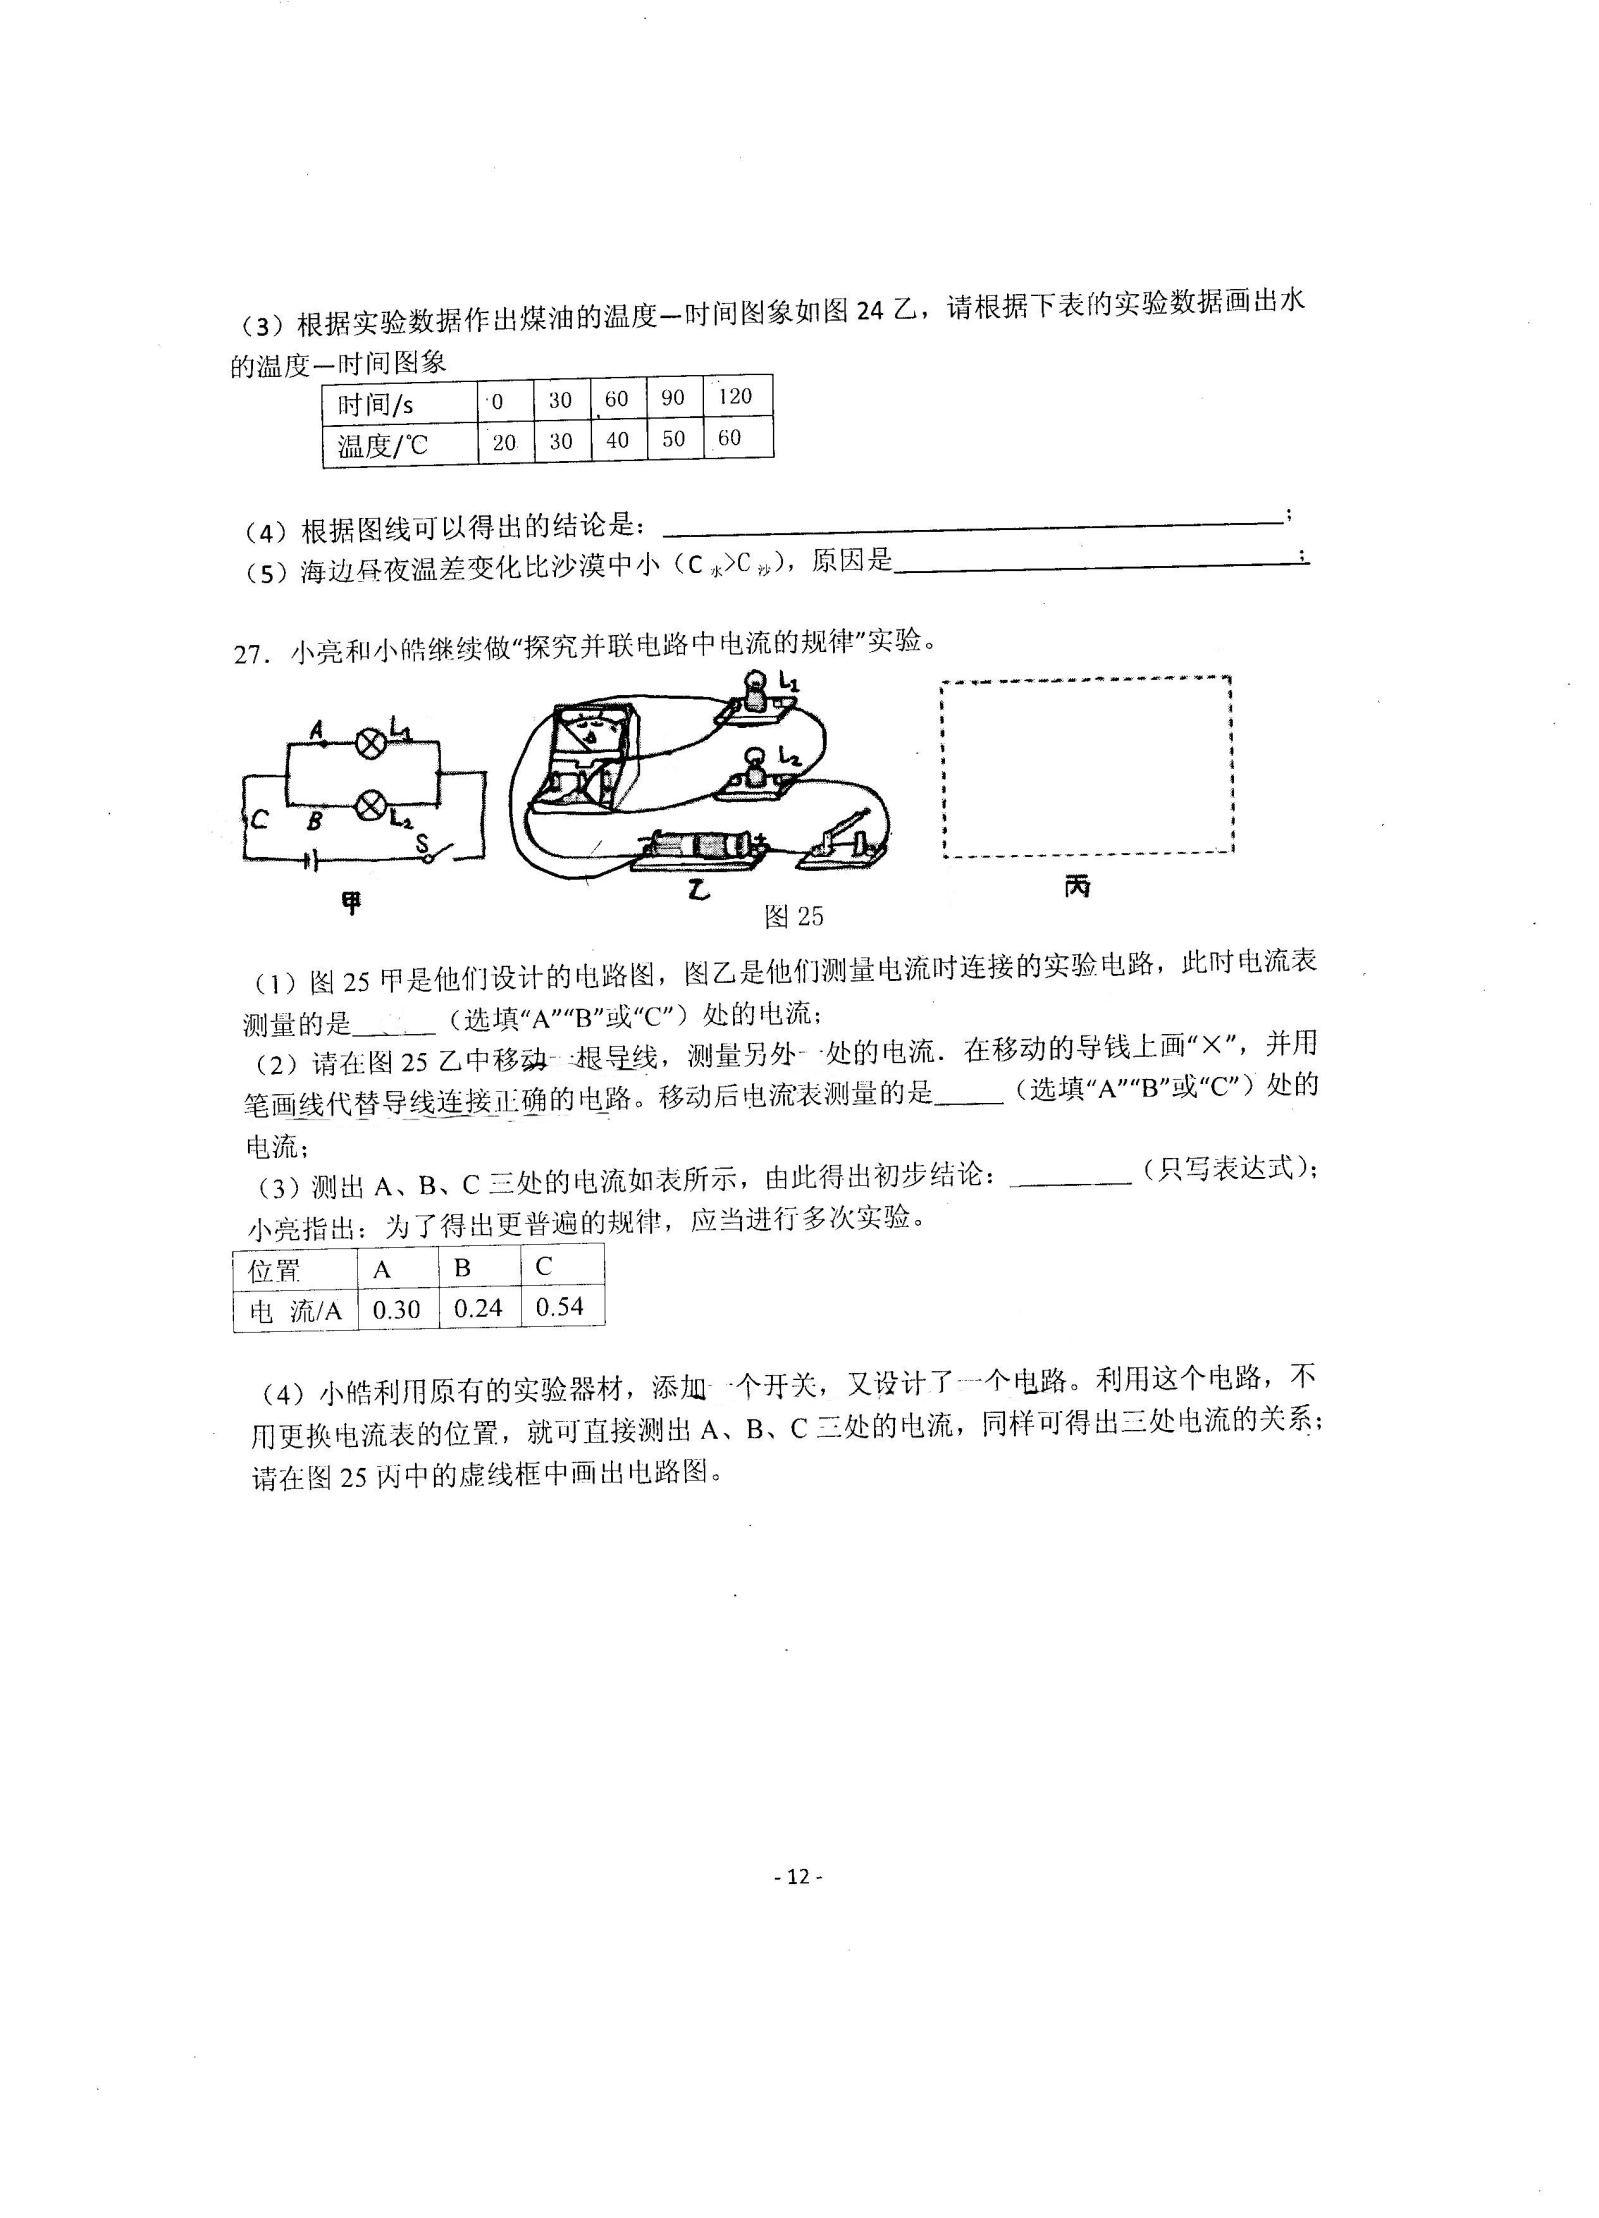 （3）根据实验数据作出煤油的温度—时间图象如图 24 乙，请根据下表的实验数据画出水
的温度—时间图象
时间/s 0 30 60 90 120
温度/℃ 20 30 40 50 60
（4）根据图线可以得出的结论是：；
（5）海边昼夜温差变化比沙漠中小（C水>C沙），原因是；
27．小亮和小皓继续做“探究并联电路中电流的规律”实验。
A L1
C B L2
S
甲
L1
L2
乙
丙
图 25
（1）图 25 甲是他们设计的电路图，图乙是他们测量电流时连接的实验电路，此时电流表
测量的是______（选填“A”“B”或“C”）处的电流；
（2）请在图 25 乙中移动一根导线，测量另外一处的电流．在移动的导钱上画“×”，并用
笔画线代替导线连接正确的电路。移动后电流表测量的是_____（选填“A”“B”或“C”）处的
电流；
（3）测出 A、B、C 三处的电流如表所示，由此得出初步结论：_________（只写表达式）；
小亮指出：为了得出更普遍的规律，应当进行多次实验。
位置 A B C
电 流/A 0.30 0.24 0.54
（4）小皓利用原有的实验器材，添加一个开关，又设计了一个电路。利用这个电路，不
用更换电流表的位置，就可直接测出 A、B、C 三处的电流，同样可得出三处电流的关系；
请在图 25 丙中的虚线框中画出电路图。
- 12 -